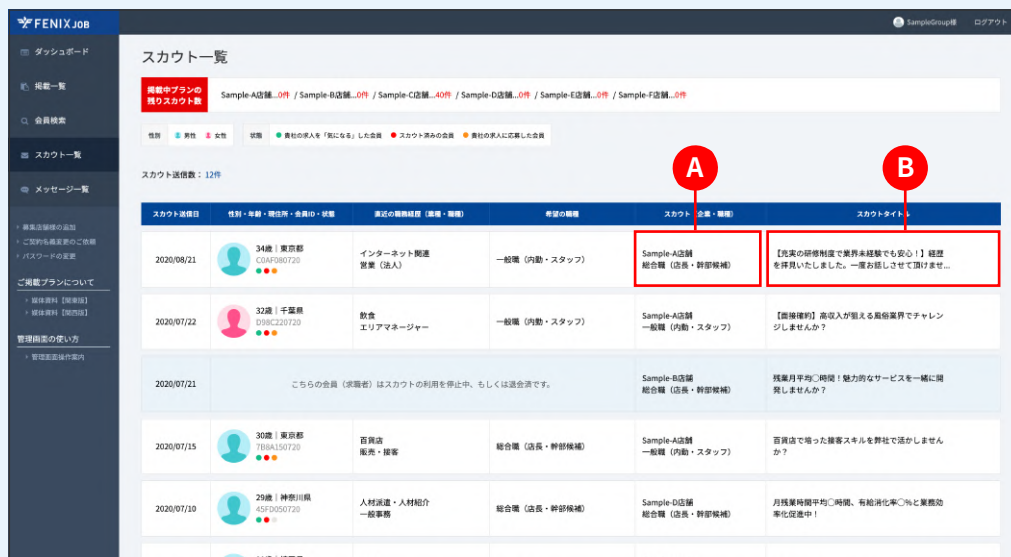 FENIX JOB
SampleGroup様
ログアウト
ダッシュボード
掲載一覧
会員検索
スカウト一覧
メッセージ一覧
募集店舗様の追加
ご契約名義変更のご依頼
パスワードの変更
ご掲載プランについて
媒体資料【関東版】
媒体資料【関西版】
管理画面の使い方
管理画面操作案内
スカウト一覧
掲載中プランの
残りスカウト数
Sample-A店舗...0件 / Sample-B店舗...0件 / Sample-C店舗...40件 / Sample-D店舗...0件 / Sample-E店舗...0件 / Sample-F店舗...0件
性別 男性 女性 状態 貴社の求人を「気になる」した会員 スカウト済みの会員 貴社の求人に応募した会員
スカウト送信数：12件
A
B
スカウト送信日 性別・年齢・現住所・会員ID・状態 直近の職務経歴（業種・職種） 希望の職種 スカウト（企業・職種） スカウトタイトル
2020/08/21
34歳｜東京都
C0AF080720
インターネット関連
営業（法人）
一般職（内勤・スタッフ）
Sample-A店舗
総合職（店長・幹部候補）
【充実の研修制度で業界未経験でも安心！】経歴
を拝見いたしました。一度お話しさせて頂けませ...
2020/07/22
32歳｜千葉県
D98C220720
飲食
エリアマネージャー
一般職（内勤・スタッフ）
Sample-A店舗
一般職（内勤・スタッフ）
【面接確約】高収入が狙える風俗業界でチャレン
ジしませんか？
2020/07/21
こちらの会員（求職者）はスカウトの利用を停止中、もしくは退会済です。
Sample-B店舗
総合職（店長・幹部候補）
残業月平均◯時間！魅力的なサービスを一緒に開
発しませんか？
2020/07/15
30歳｜東京都
7B8A150720
百貨店
販売・接客
総合職（店長・幹部候補）
Sample-A店舗
一般職（内勤・スタッフ）
百貨店で培った接客スキルを弊社で活かしません
か？
2020/07/10
29歳｜神奈川県
45FD050720
人材派遣・人材紹介
一般事務
総合職（店長・幹部候補）
Sample-D店舗
総合職（店長・幹部候補）
月残業時間平均◯時間、有給消化率◯％と業務効
率化促進中！